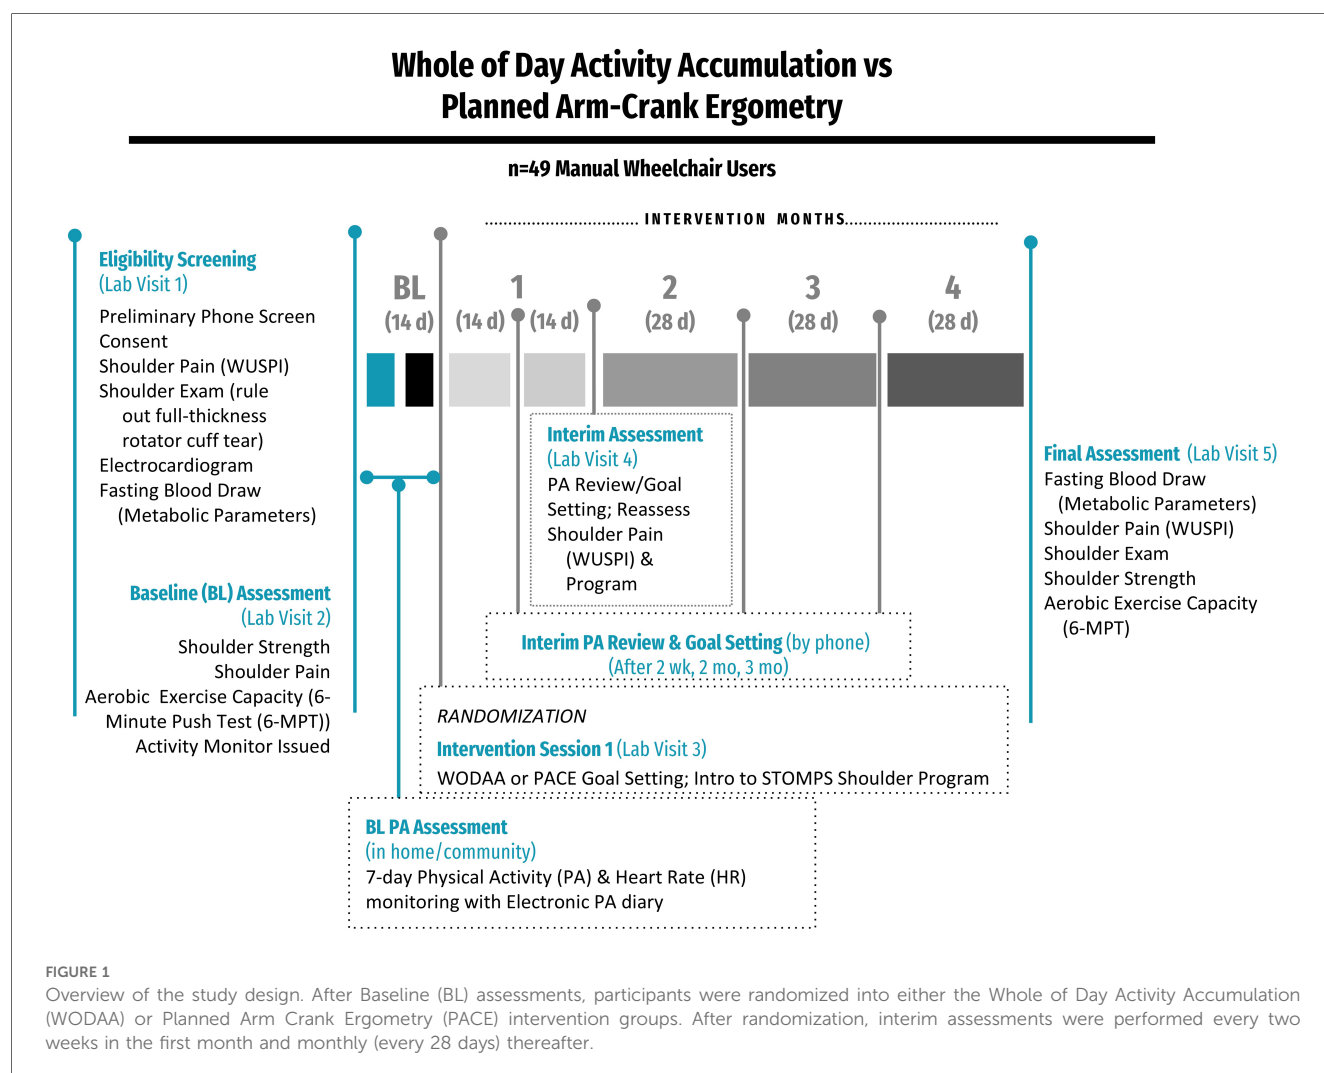 Whole of Day Activity Accumulation vs
Planned Arm-Crank Ergometry
n=49 Manual Wheelchair Users
INTERVENTION MONTHS
Eligibility Screening
(Lab Visit 1)
Preliminary Phone Screen
Consent
Shoulder Pain (WUSPI)
Shoulder Exam (rule
out full-thickness
rotator cuff tear)
Electrocardiogram
Fasting Blood Draw
(Metabolic Parameters)
Baseline (BL) Assessment
(Lab Visit 2)
Shoulder Strength
Shoulder Pain
Aerobic Exercise Capacity (6-
Minute Push Test (6-MPT))
Activity Monitor Issued
BL
(14 d)
1
(14 d) (14 d)
2
(28 d)
3
(28 d)
4
(28 d)
Interim Assessment
(Lab Visit 4)
PA Review/Goal
Setting; Reassess
Shoulder Pain
(WUSPI) &
Program
Interim PA Review & Goal Setting (by phone)
(After 2 wk, 2 mo, 3 mo)
RANDOMIZATION
Intervention Session 1 (Lab Visit 3)
WODAA or PACE Goal Setting; Intro to STOMPS Shoulder Program
BL PA Assessment
(in home/community)
7-day Physical Activity (PA) & Heart Rate (HR)
monitoring with Electronic PA diary
Final Assessment (Lab Visit 5)
Fasting Blood Draw
(Metabolic Parameters)
Shoulder Pain (WUSPI)
Shoulder Exam
Shoulder Strength
Aerobic Exercise Capacity
(6-MPT)
FIGURE 1
Overview of the study design. After Baseline (BL) assessments, participants were randomized into either the Whole of Day Activity Accumulation
(WODAA) or Planned Arm Crank Ergometry (PACE) intervention groups. After randomization, interim assessments were performed every two
weeks in the first month and monthly (every 28 days) thereafter.